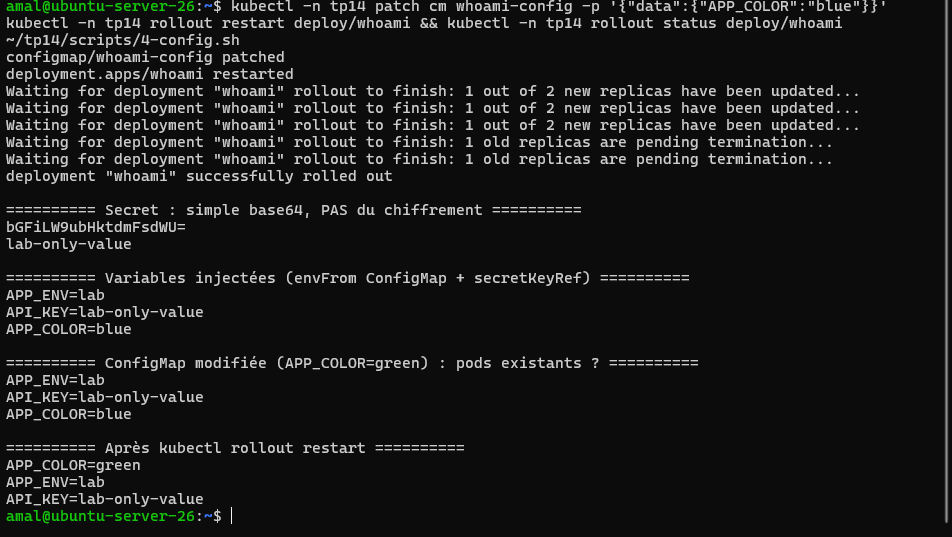 amal@ubuntu-server-26:~$ kubectl -n tp14 patch cm whoami-config -p '{"data":{"APP_COLOR":"blue"}}'
kubectl -n tp14 rollout restart deploy/whoami && kubectl -n tp14 rollout status deploy/whoami
~/tp14/scripts/4-config.sh
configmap/whoami-config patched
deployment.apps/whoami restarted
Waiting for deployment "whoami" rollout to finish: 1 out of 2 new replicas have been updated...
Waiting for deployment "whoami" rollout to finish: 1 out of 2 new replicas have been updated...
Waiting for deployment "whoami" rollout to finish: 1 out of 2 new replicas have been updated...
Waiting for deployment "whoami" rollout to finish: 1 old replicas are pending termination...
Waiting for deployment "whoami" rollout to finish: 1 old replicas are pending termination...
deployment "whoami" successfully rolled out

========== Secret : simple base64, PAS du chiffrement ==========
bGFiLW9ubHktdmFsdWU=
lab-only-value

========== Variables injectées (envFrom ConfigMap + secretKeyRef) ==========
APP_ENV=lab
API_KEY=lab-only-value
APP_COLOR=blue

========== ConfigMap modifiée (APP_COLOR=green) : pods existants ? ==========
APP_ENV=lab
API_KEY=lab-only-value
APP_COLOR=blue

========== Après kubectl rollout restart ==========
APP_COLOR=green
APP_ENV=lab
API_KEY=lab-only-value
amal@ubuntu-server-26:~$